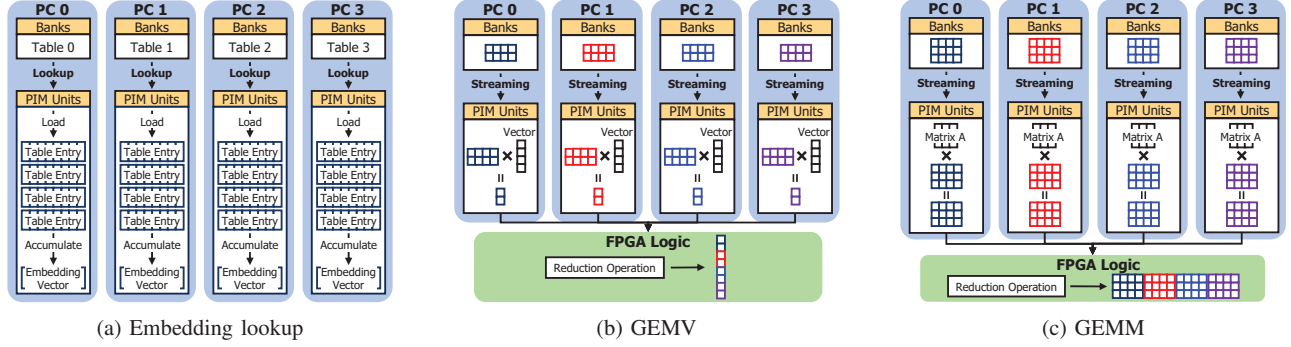 PC 0 PC 1 PC 2 PC 3
Banks Banks Banks Banks
Table 0 Table 1 Table 2 Table 3
Lookup Lookup Lookup Lookup
PIM Units PIM Units PIM Units PIM Units
Load Load Load Load
Table Entry Table Entry Table Entry Table Entry
Table Entry Table Entry Table Entry Table Entry
Table Entry Table Entry Table Entry Table Entry
Table Entry Table Entry Table Entry Table Entry
Accumulate Accumulate Accumulate Accumulate
[Embedding Vector] [Embedding Vector] [Embedding Vector] [Embedding Vector]
(a) Embedding lookup
PC 0 PC 1 PC 2 PC 3
Banks Banks Banks Banks
Streaming Streaming Streaming Streaming
PIM Units PIM Units PIM Units PIM Units
Vector Vector Vector Vector
× × × ×
= = = =
FPGA Logic
Reduction Operation
(b) GEMV
PC 0 PC 1 PC 2 PC 3
Banks Banks Banks Banks
Streaming Streaming Streaming Streaming
PIM Units PIM Units PIM Units PIM Units
Matrix A Matrix A Matrix A Matrix A
× × × ×
= = = =
FPGA Logic
Reduction Operation
(c) GEMM